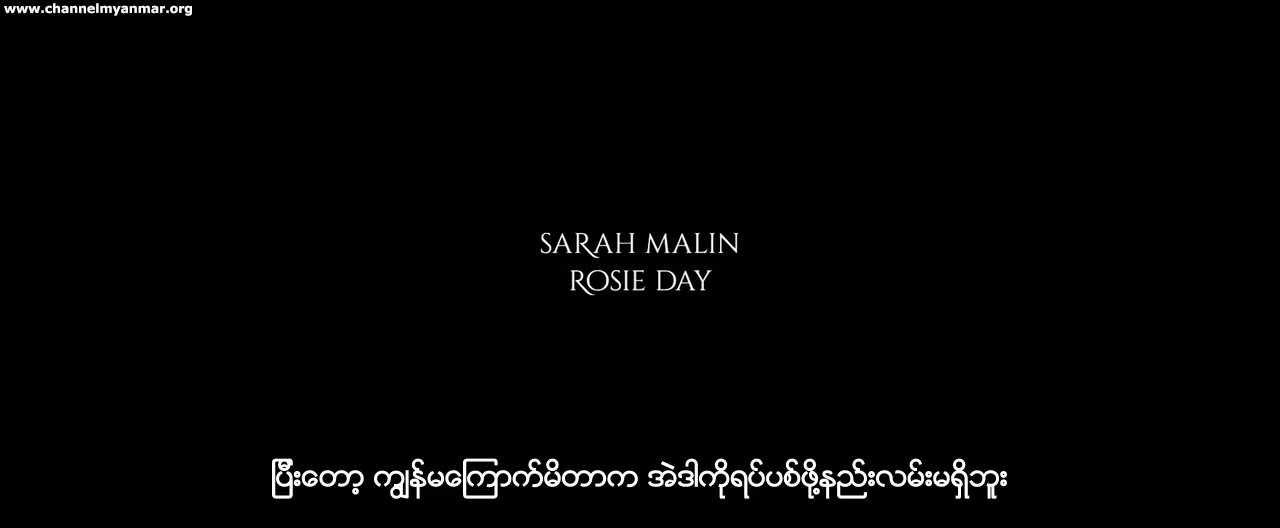 www.channelmyanmar.org
SARAH MALIN
ROSIE DAY
ပြီးတော့ ကျွန်မကြောက်မိတာက အဲဒါကိုရပ်ပစ်ဖို့နည်းလမ်းမရှိဘူး